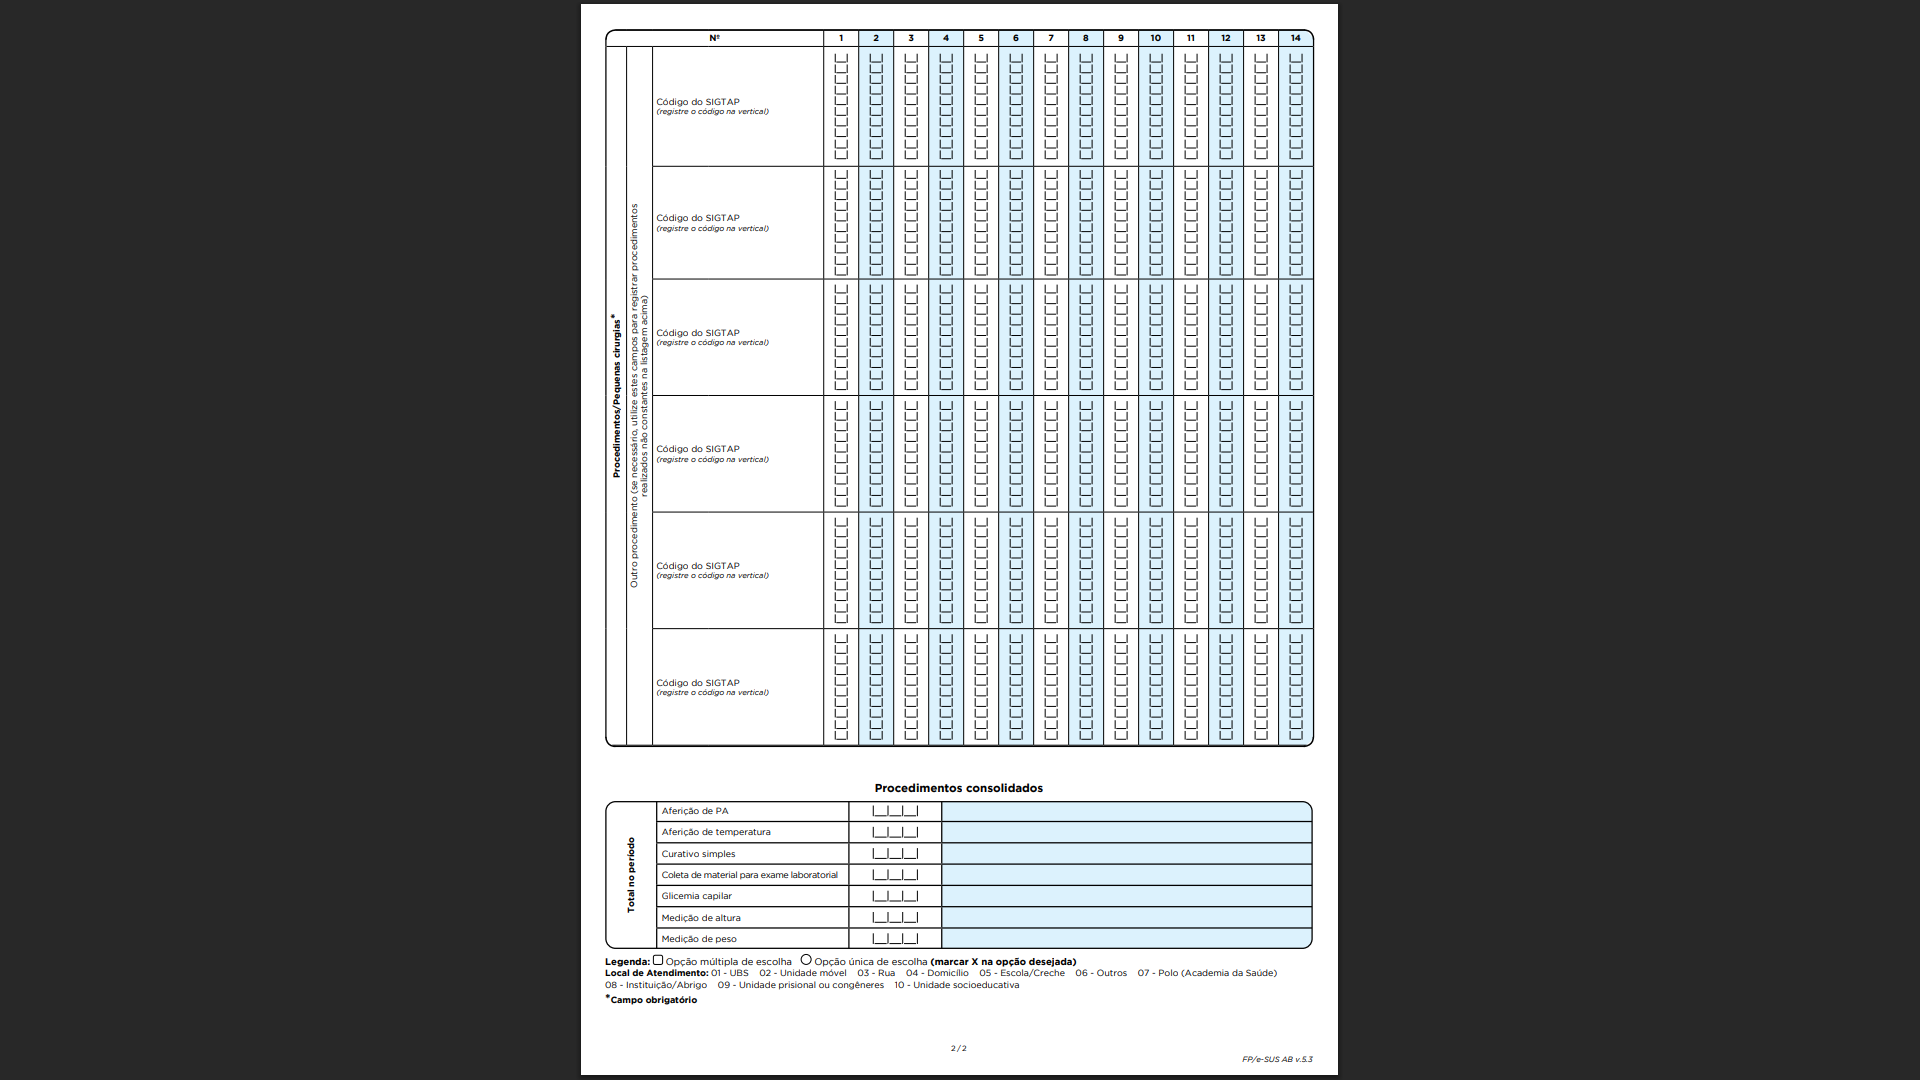 Nº 1 2 3 4 5 6 7 8 9 10 11 12 13 14
Procedimentos/Pequenas cirurgias*
Outro procedimento (se necessário, utilize estes campos para registrar procedimentos
realizados não constantes na listagem acima)
Código do SIGTAP
(registre o código na vertical)
Código do SIGTAP
(registre o código na vertical)
Código do SIGTAP
(registre o código na vertical)
Código do SIGTAP
(registre o código na vertical)
Código do SIGTAP
(registre o código na vertical)
Código do SIGTAP
(registre o código na vertical)
Procedimentos consolidados
Total no período
Aferição de PA
Aferição de temperatura
Curativo simples
Coleta de material para exame laboratorial
Glicemia capilar
Medição de altura
Medição de peso
Legenda: Opção múltipla de escolha Opção única de escolha (marcar X na opção desejada)
Local de Atendimento: 01 - UBS 02 - Unidade móvel 03 - Rua 04 - Domicílio 05 - Escola/Creche 06 - Outros 07 - Polo (Academia da Saúde)
08 - Instituição/Abrigo 09 - Unidade prisional ou congêneres 10 - Unidade socioeducativa
*Campo obrigatório
2/2
FP/e-SUS AB v.5.3